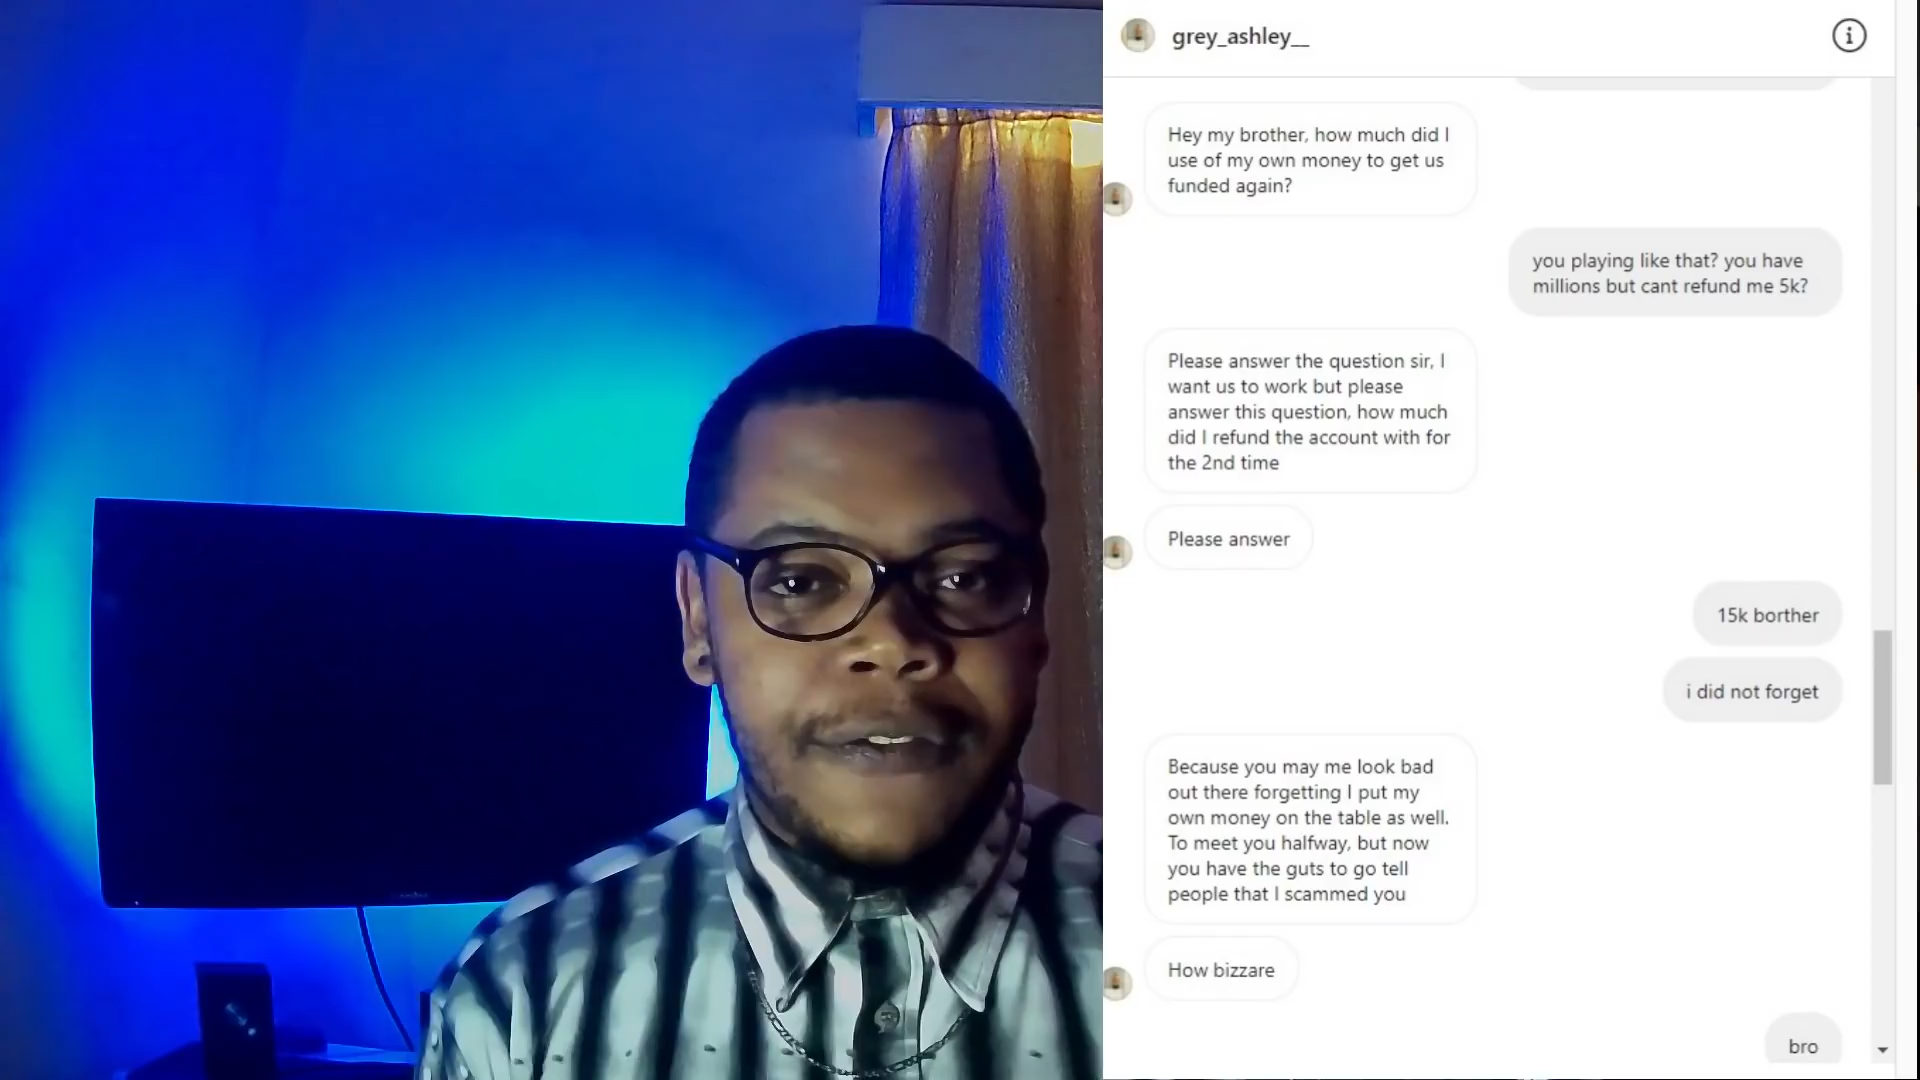 grey_ashley__
Hey my brother, how much did I
use of my own money to get us
funded again?
you playing like that? you have
millions but cant refund me 5k?
Please answer the question sir, I
want us to work but please
answer this question, how much
did I refund the account with for
the 2nd time
Please answer
15k borther
i did not forget
Because you may me look bad
out there forgetting I put my
own money on the table as well.
To meet you halfway, but now
you have the guts to go tell
people that I scammed you
How bizzare
bro